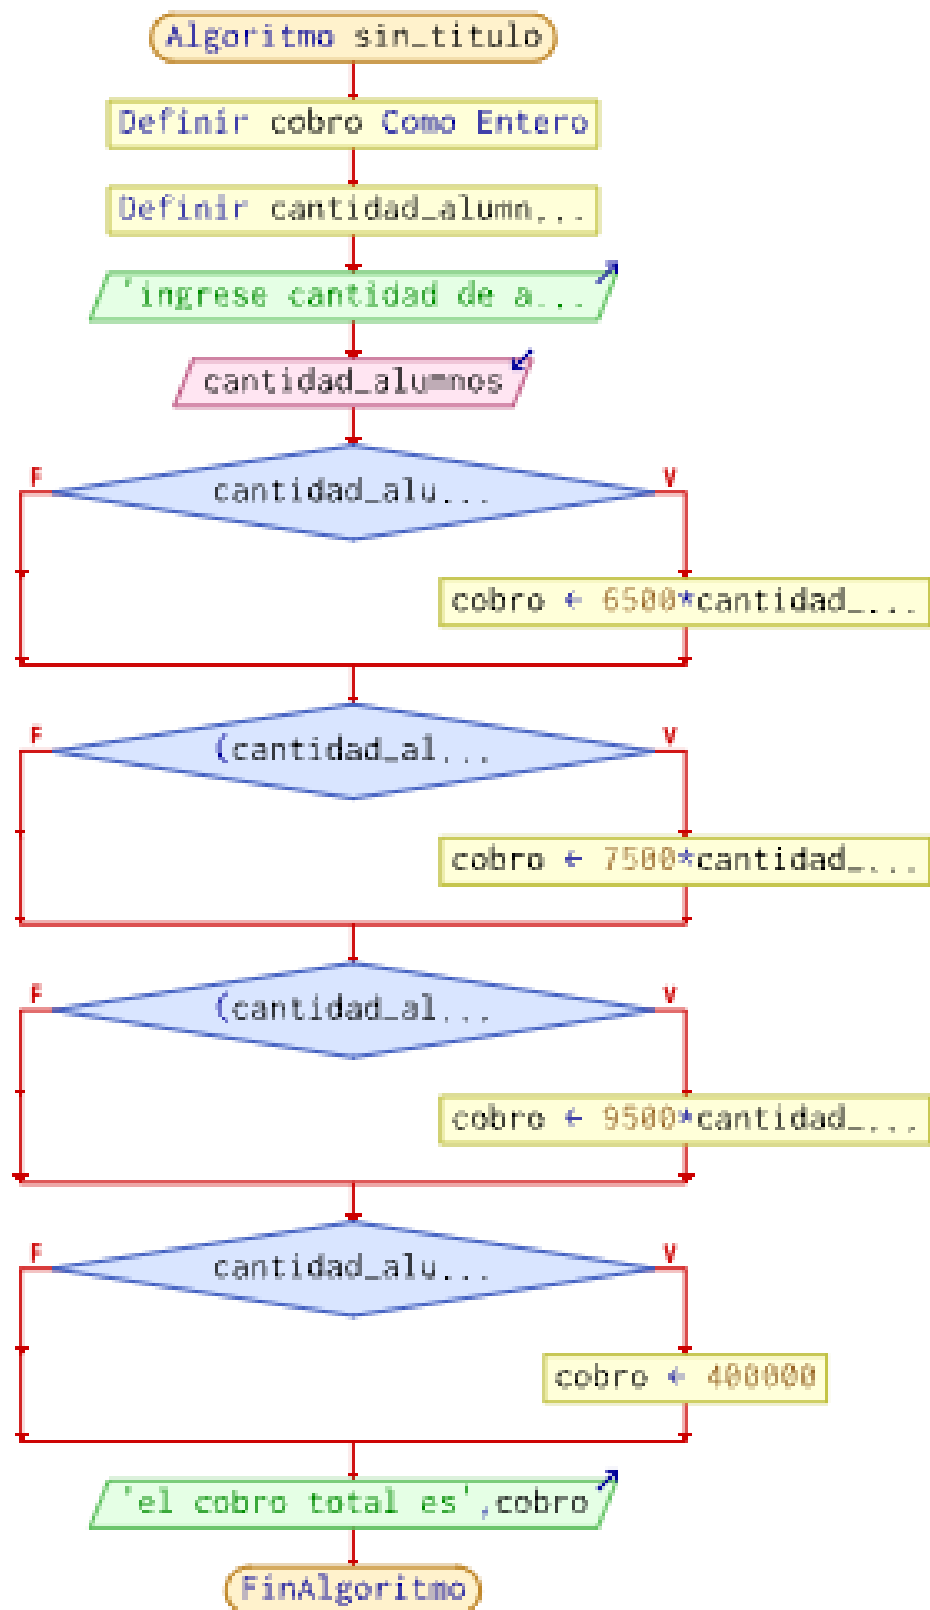 Algoritmo sin_titulo
Definir cobro Como Entero
Definir cantidad_alumn...
'ingrese cantidad de a...
cantidad_alumnos
cantidad_alu...
F
V
cobro ← 6500*cantidad_...
(cantidad_al...
F
V
cobro ← 7500*cantidad_...
(cantidad_al...
F
V
cobro ← 9500*cantidad_...
cantidad_alu...
F
V
cobro ← 400000
'el cobro total es',cobro
FinAlgoritmo